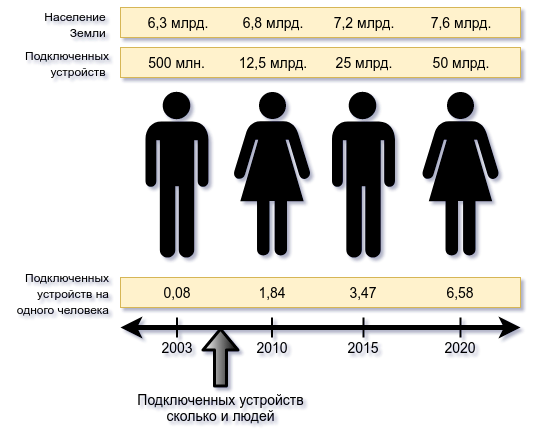 Население
Земли
6,3 млрд. 6,8 млрд. 7,2 млрд. 7,6 млрд.
Подключенных
устройств
500 млн. 12,5 млрд. 25 млрд. 50 млрд.
Подключенных
устройств на
одного человека
0,08 1,84 3,47 6,58
2003 2010 2015 2020
Подключенных устройств
сколько и людей